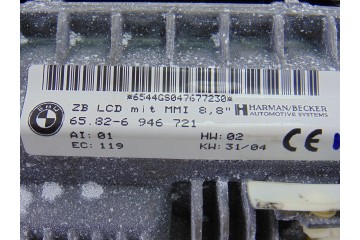 *6544GS047677230*
ZB LCD mit MMI 8,8"
HARMAN/BECKER
AUTOMOTIVE SYSTEMS
65.82-6 946 721
AI: 01 HW: 02
EC: 119 KW: 31/04
CE